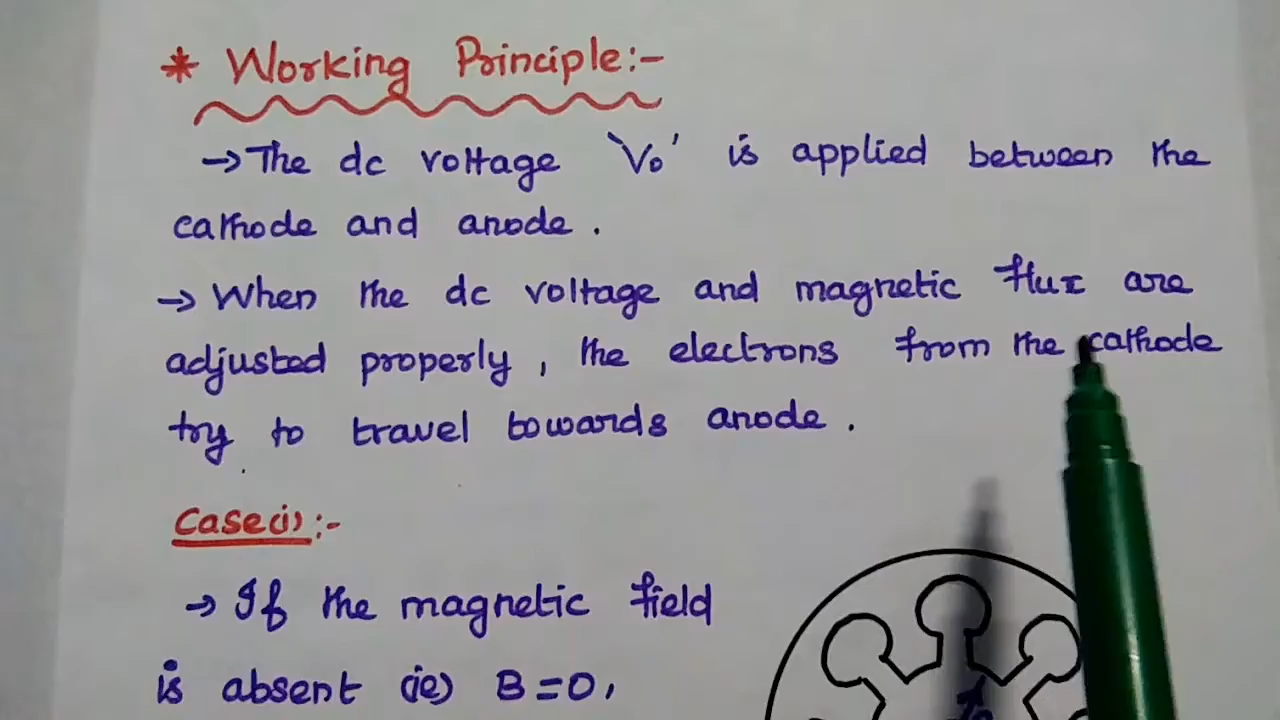 * Working Principle:-
→ The dc voltage 'Vo' is applied between the
cathode and anode.
→ When the dc voltage and magnetic flux are
adjusted properly, the electrons from the cathode
try to travel towards anode.
Case(i):-
→ If the magnetic field
is absent (ie) B=0,